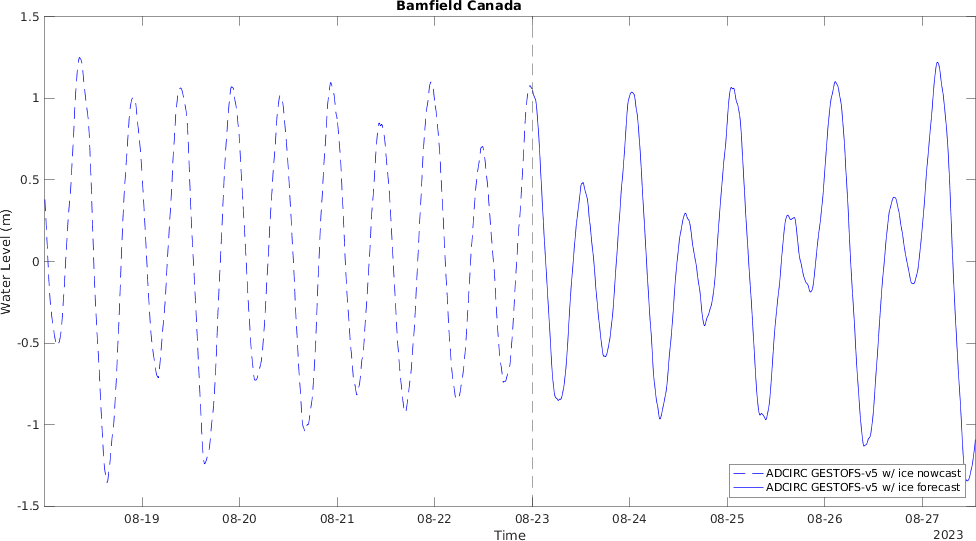 Bamfield Canada
1.5
1
0.5
0
-0.5
-1
-1.5
Water Level (m)
08-19 08-20 08-21 08-22 08-23 08-24 08-25 08-26 08-27
Time
2023
ADCIRC GESTOFS-v5 w/ ice nowcast
ADCIRC GESTOFS-v5 w/ ice forecast